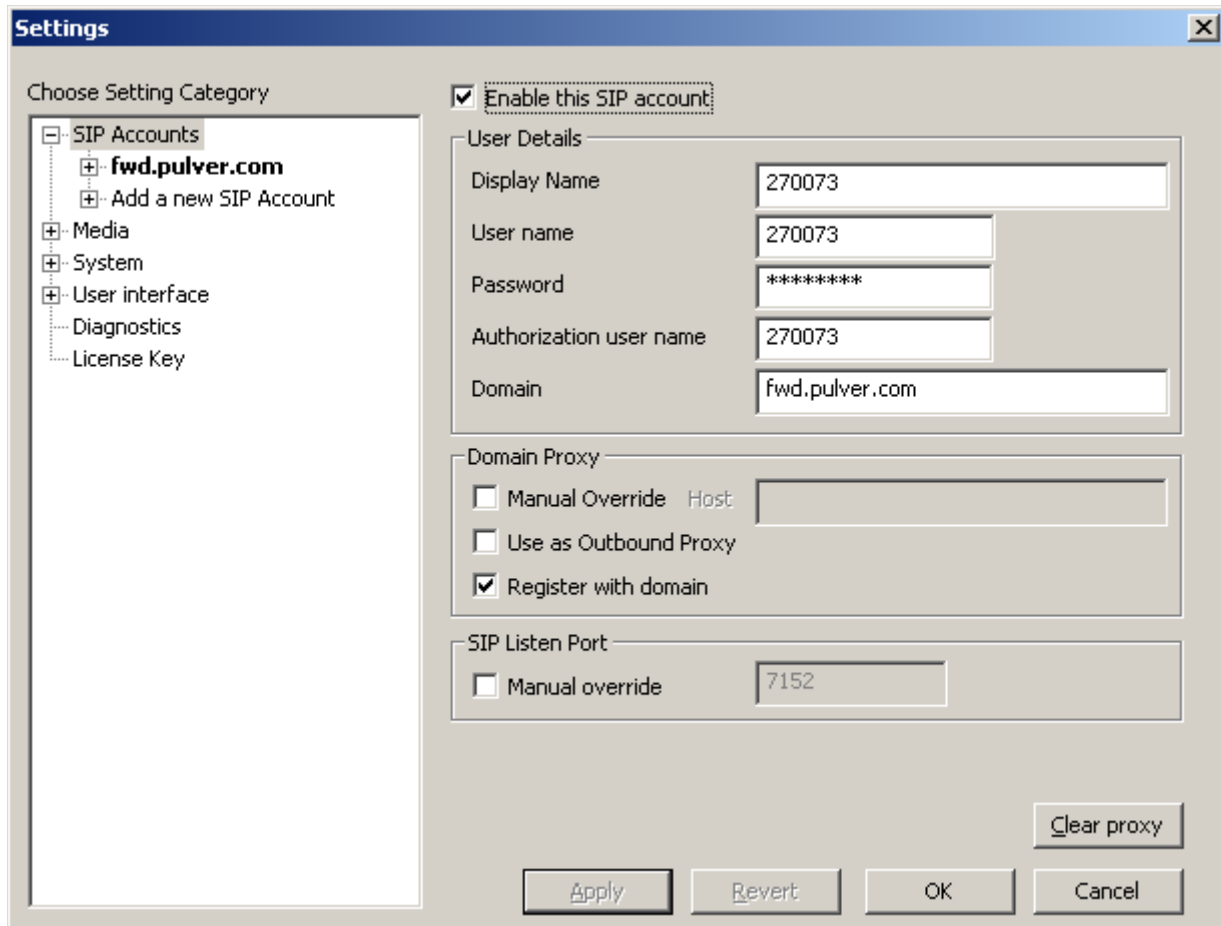 Settings
Choose Setting Category
SIP Accounts
fwd.pulver.com
Add a new SIP Account
Media
System
User interface
Diagnostics
License Key
Enable this SIP account
User Details
Display Name 270073
User name 270073
Password ********
Authorization user name 270073
Domain fwd.pulver.com
Domain Proxy
Manual Override Host
Use as Outbound Proxy
Register with domain
SIP Listen Port
Manual override 7152
Clear proxy
Apply Revert OK Cancel